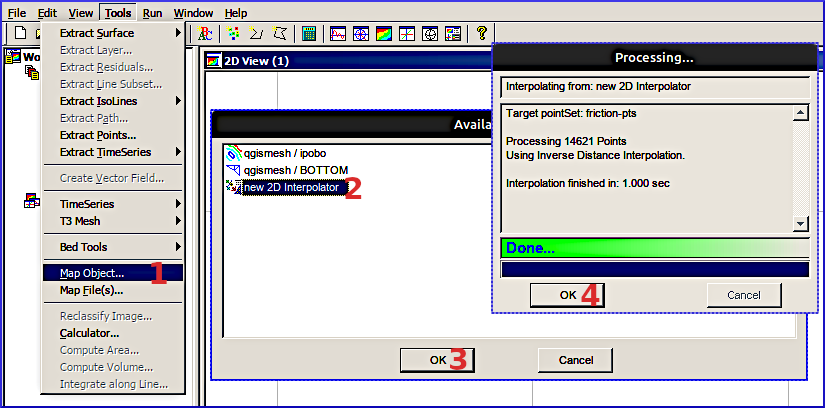 File Edit View Tools Run Window Help
Extract Surface
Extract Layer...
Extract Residuals...
Extract Line Subset...
Extract IsoLines
Extract Path...
Extract Points...
Extract TimeSeries
Create Vector Field...
TimeSeries
T3 Mesh
Bed Tools
Map Object... 1
Map File(s)...
Reclassify Image...
Calculator...
Compute Area...
Compute Volume...
Integrate along Line...
2D View (1)
qgismesh / ipobo
qgismesh / BOTTOM
new 2D Interpolator 2
OK 3 Cancel
Processing...
Interpolating from: new 2D Interpolator
Target pointSet: friction-pts
Processing 14621 Points
Using Inverse Distance Interpolation.
Interpolation finished in: 1.000 sec
Done...
OK 4 Cancel